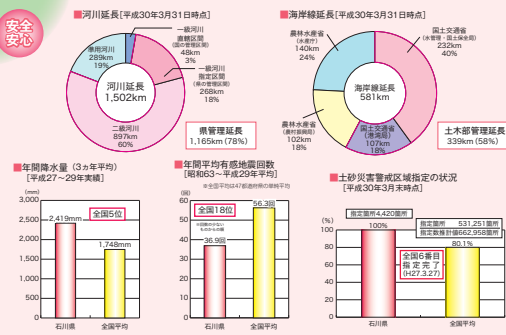 安全
安心
■河川延長[平成30年3月31日時点]
一級河川
直轄区間
(国の管理区間)
48km
3%
準用河川
289km
19%
一級河川
指定区間
(県の管理区間)
268km
18%
河川延長
1,502km
二級河川
897km
60%
県管理延長
1,165km(78%)
■海岸線延長[平成30年3月31日時点]
農林水産省
(水産庁)
140km
24%
国土交通省
(水管理・国土保全局)
232km
40%
海岸線延長
581km
農林水産省
(農村振興局)
102km
18%
国土交通省
(港湾局)
107km
18%
土木部管理延長
339km(58%)
■年間降水量(3ヵ年平均)
[平成27~29年実績]
(mm)
3,000
2,500
2,000
1,500
1,000
500
0
全国5位
2,419mm
1,748mm
石川県
全国平均
■年間平均有感地震回数
[昭和63~平成29年平均]
※全国平均は47都道府県の単純平均
(回)
60
50
40
30
20
10
0
全国18位
※回数の少ない
ものからの順
36.9回
56.3回
石川県
全国平均
■土砂災害警戒区域指定の状況
[平成30年3月末時点]
(%)
100
80
60
40
20
0
指定箇所4,420箇所
100%
指定箇所 531,251箇所
指定数推計値662,958箇所
80.1%
全国6番目
指定完了
(H27.3.27)
石川県
全国平均